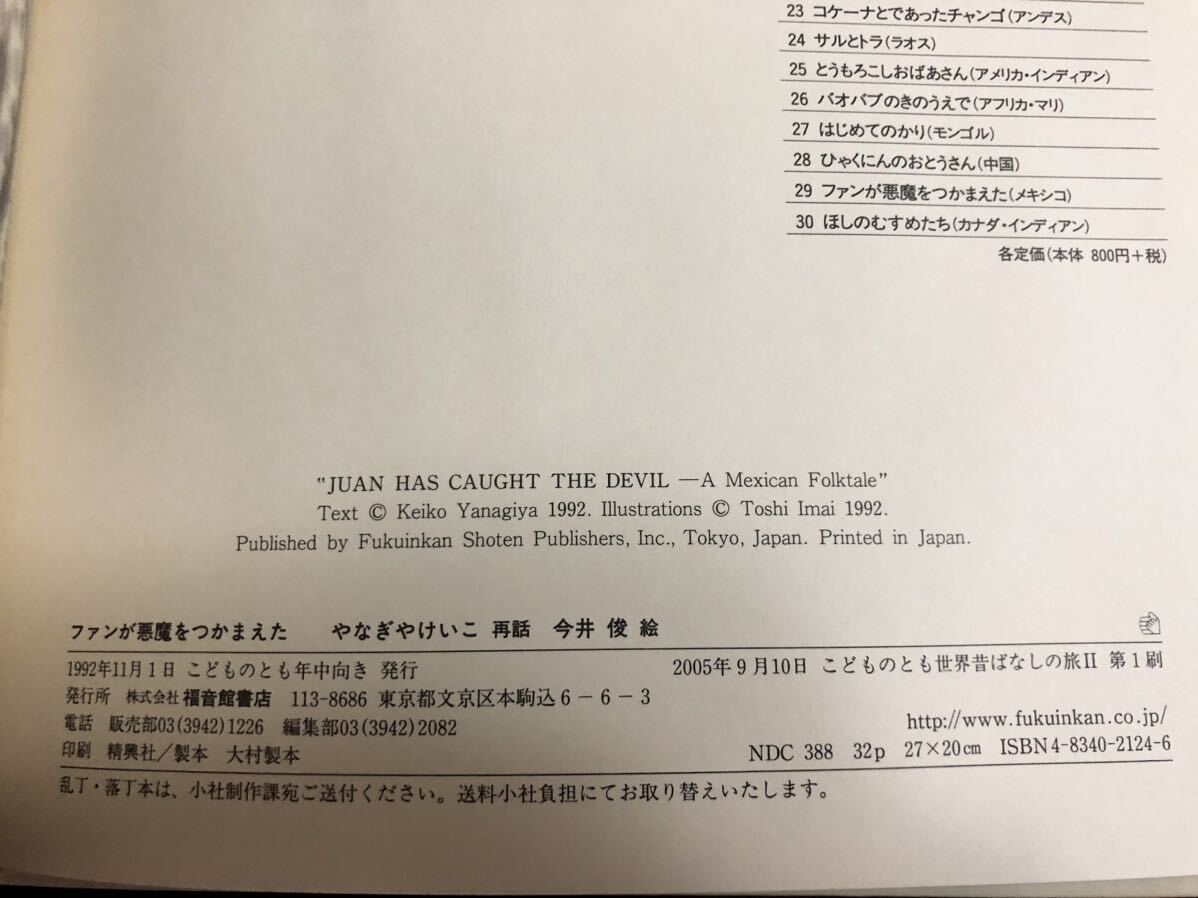 23 コケーナとであったチャンゴ(アンデス)
24 サルとトラ(ラオス)
25 とうもろこしおばあさん(アメリカ・インディアン)
26 バオバブのきのうえで(アフリカ・マリ)
27 はじめてのかり(モンゴル)
28 ひゃくにんのおとうさん(中国)
29 ファンが悪魔をつかまえた(メキシコ)
30 ほしのむすめたち(カナダ・インディアン)
各定価(本体 800円+税)
"JUAN HAS CAUGHT THE DEVIL —A Mexican Folktale"
Text © Keiko Yanagiya 1992. Illustrations © Toshi Imai 1992.
Published by Fukuinkan Shoten Publishers, Inc., Tokyo, Japan. Printed in Japan.
ファンが悪魔をつかまえた やなぎやけいこ 再話 今井 俊 絵
1992年11月1日 こどものとも年中向き 発行 2005年9月10日 こどものとも世界昔ばなしの旅II 第1刷
発行所 株式会社 福音館書店 113-8686 東京都文京区本駒込6-6-3
電話 販売部03(3942)1226 編集部03(3942)2082 http://www.fukuinkan.co.jp/
印刷 精興社/製本 大村製本 NDC 388 32p 27×20cm ISBN4-8340-2124-6
乱丁・落丁本は、小社制作課宛ご送付ください。送料小社負担にてお取り替えいたします。